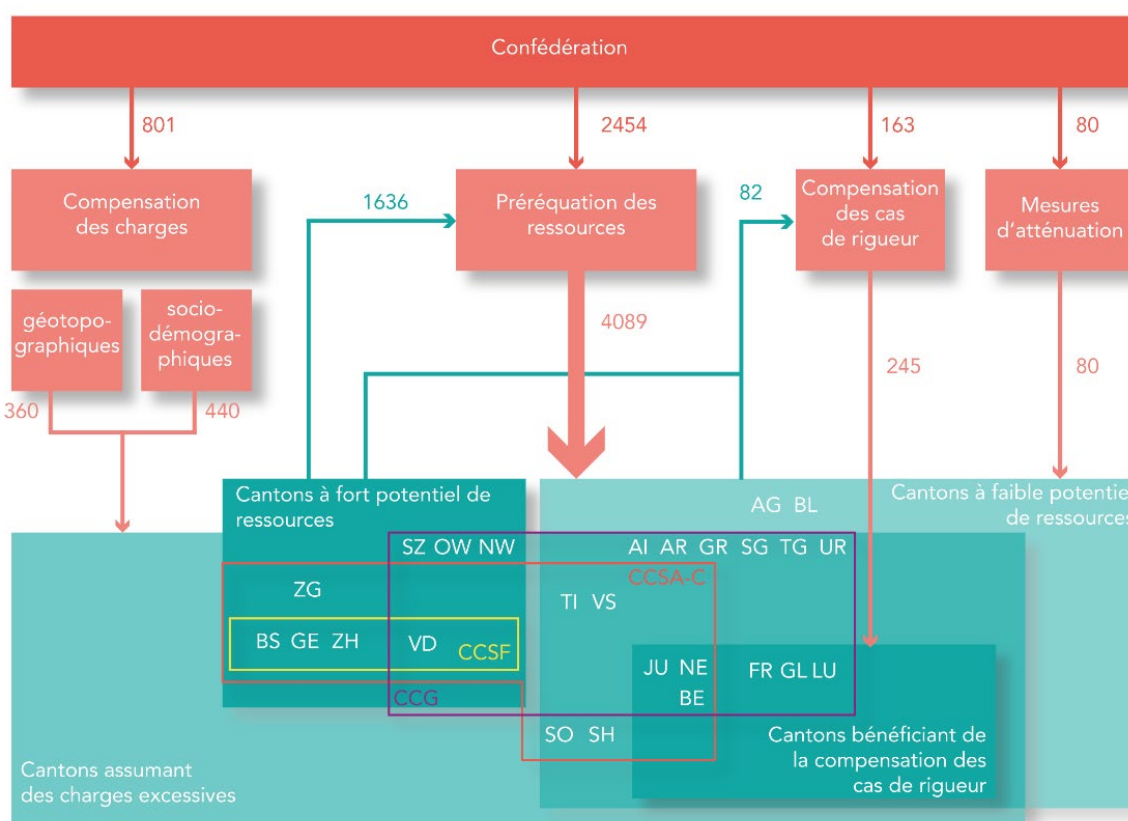 Confédération
801
2454
163
80
Compensation
des charges
1636
Préréquation des
ressources
82
Compensation
des cas
de rigueur
Mesures
d'atténuation
géotopo-
graphiques
socio-
démogra-
phiques
4089
245
80
360
440
Cantons à fort potentiel de
ressources
Cantons à faible potentiel
de ressources
AG BL
SZ OW NW
AI AR GR SG TG UR
CCSA-C
ZG
TI VS
BS GE ZH
VD
CCSF
JU NE
BE
FR GL LU
CCG
SO SH
Cantons bénéficiant de
la compensation des
cas de rigueur
Cantons assumant
des charges excessives